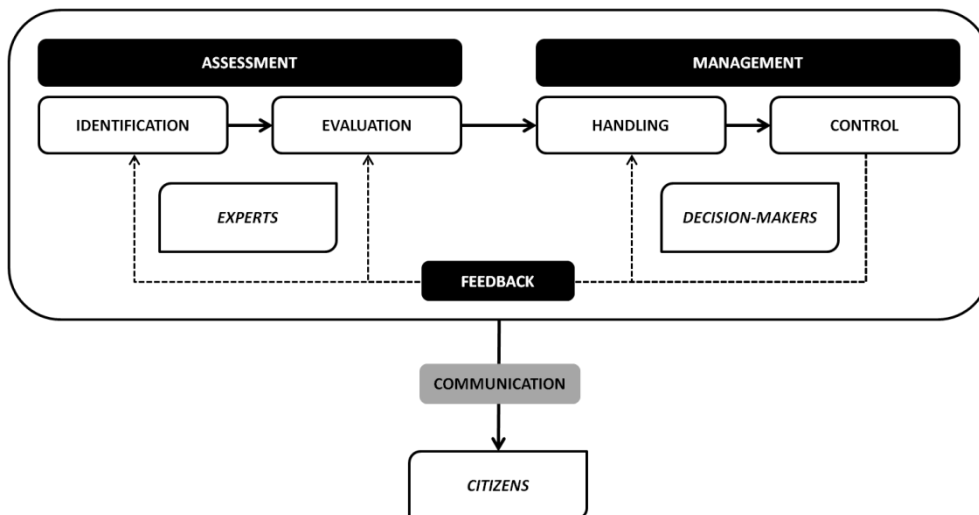 ASSESSMENT
MANAGEMENT
IDENTIFICATION
EVALUATION
HANDLING
CONTROL
EXPERTS
DECISION-MAKERS
FEEDBACK
COMMUNICATION
CITIZENS